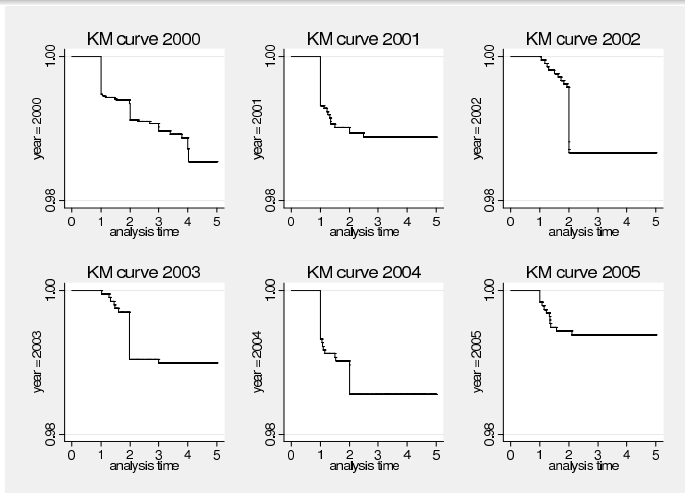 KM curve 2000
1.00
year = 2000
0.98
0 1 2 3 4 5
analysis time
KM curve 2001
1.00
year = 2001
0.98
0 1 2 3 4 5
analysis time
KM curve 2002
1.00
year = 2002
0.98
0 1 2 3 4 5
analysis time
KM curve 2003
1.00
year = 2003
0.98
0 1 2 3 4 5
analysis time
KM curve 2004
1.00
year = 2004
0.98
0 1 2 3 4 5
analysis time
KM curve 2005
1.00
year = 2005
0.98
0 1 2 3 4 5
analysis time